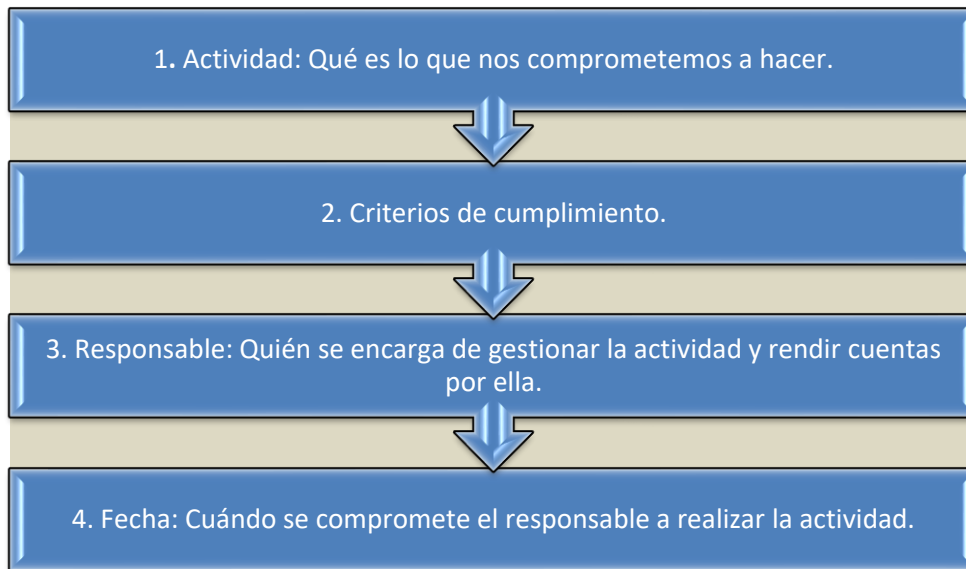 1. Actividad: Qué es lo que nos comprometemos a hacer.
2. Criterios de cumplimiento.
3. Responsable: Quién se encarga de gestionar la actividad y rendir cuentas
por ella.
4. Fecha: Cuándo se compromete el responsable a realizar la actividad.